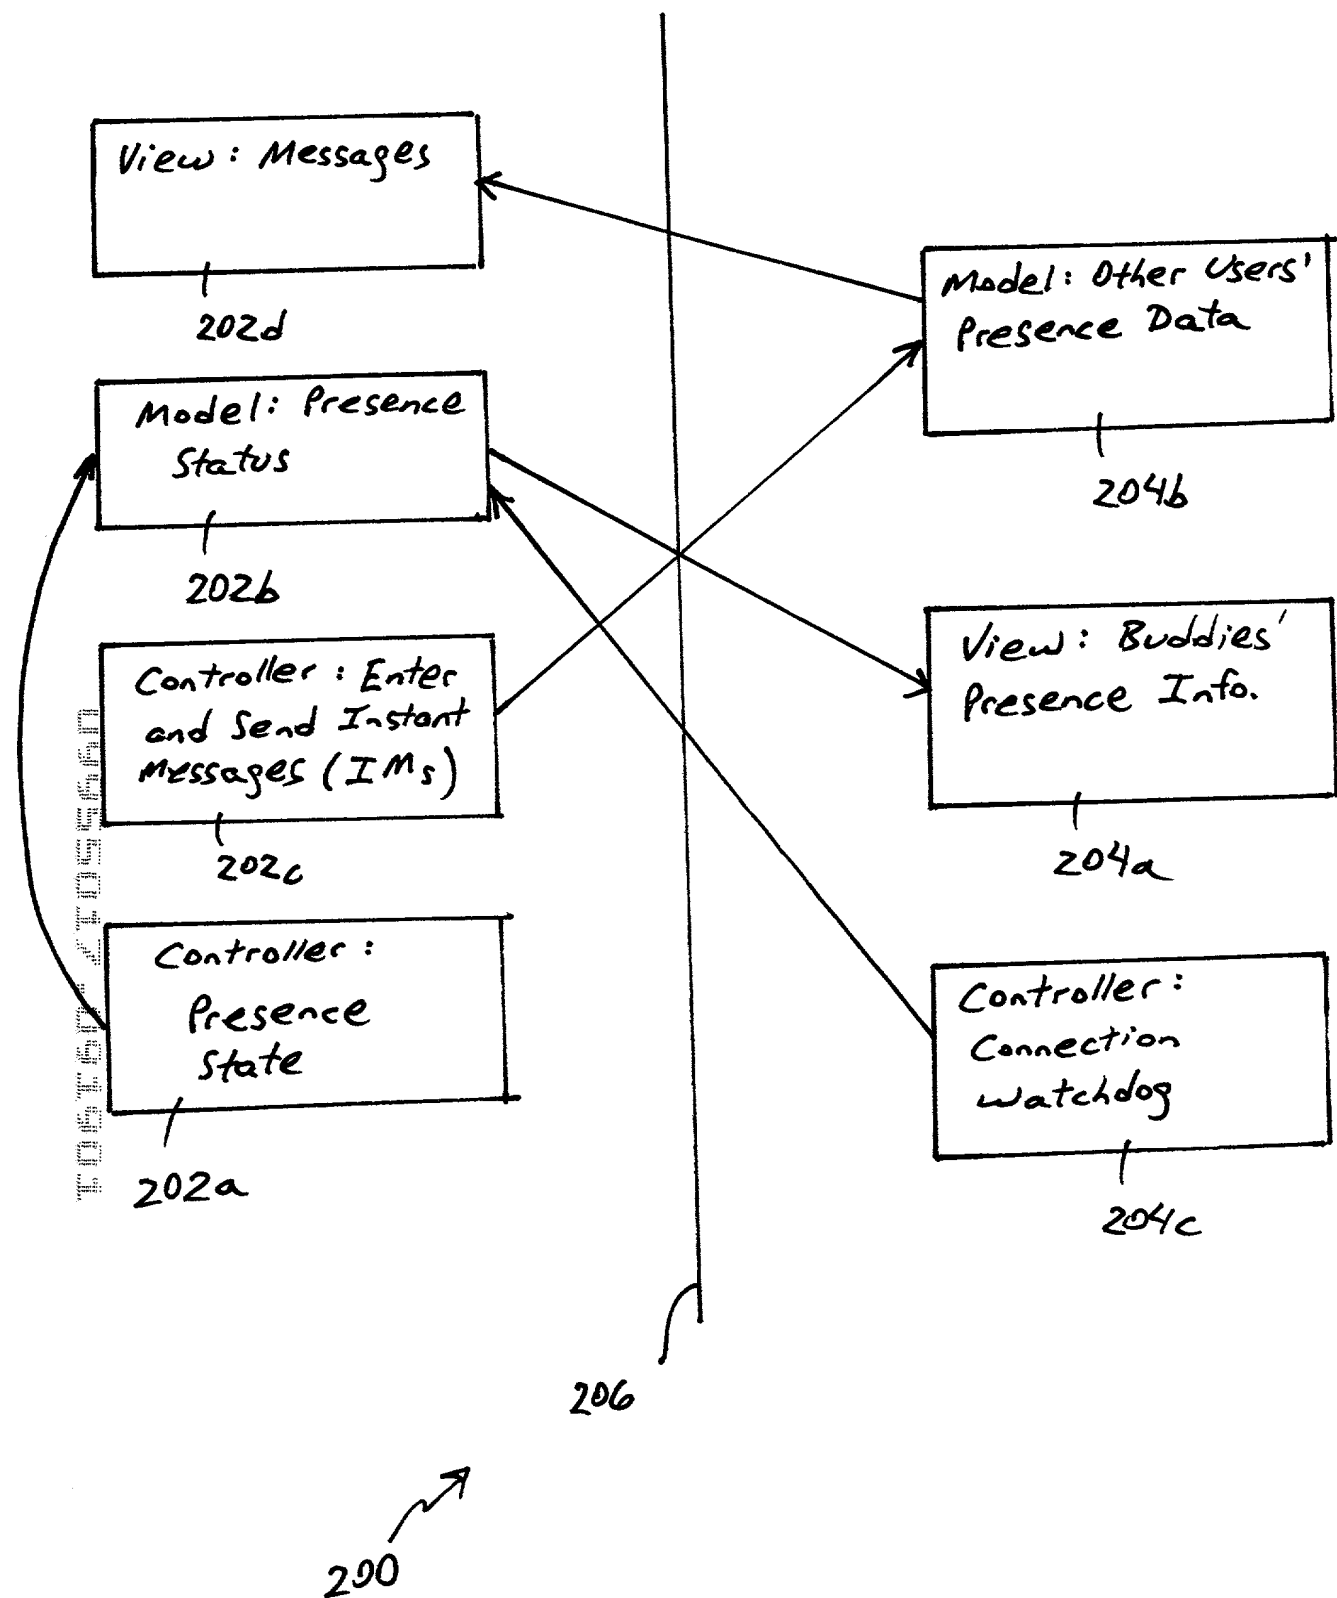 View: Messages
202d
Model: Presence
Status
202b
Controller: Enter
and Send Instant
Messages (IMs)
202c
Controller:
Presence
State
202a
Model: Other Users'
Presence Data
204b
View: Buddies'
Presence Info.
204a
Controller:
Connection
Watchdog
204c
206
200